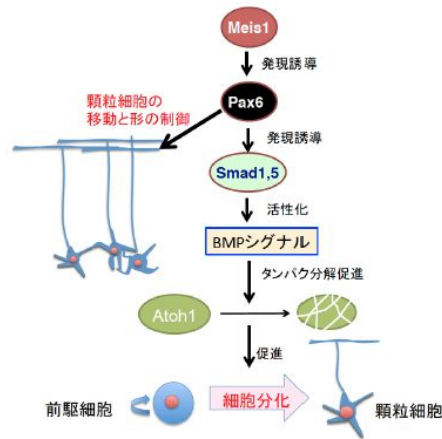 Meis1
発現誘導
Pax6
顆粒細胞の
移動と形の制御
発現誘導
Smad1,5
活性化
BMPシグナル
タンパク分解促進
Atoh1
促進
前駆細胞
細胞分化
顆粒細胞